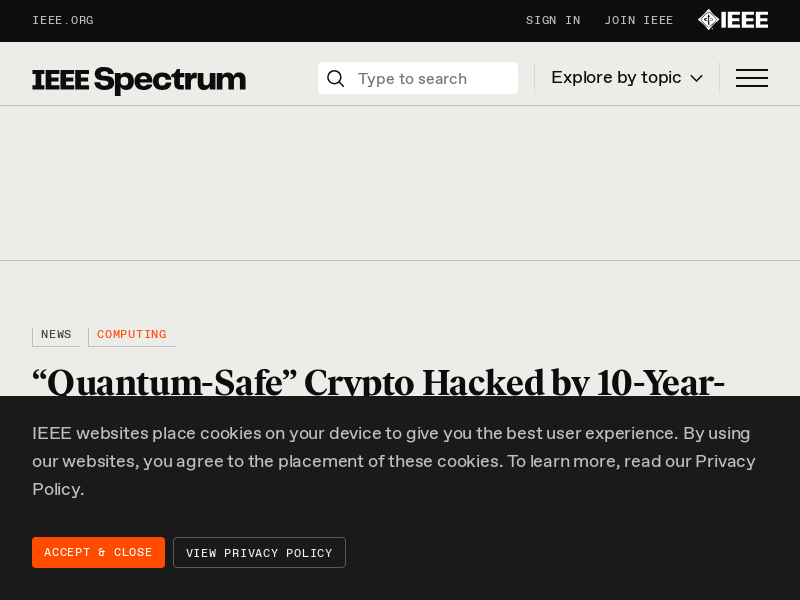 IEEE.ORG
SIGN IN
JOIN IEEE
IEEE
IEEE Spectrum
Type to search
Explore by topic
NEWS
COMPUTING
“Quantum-Safe” Crypto Hacked by 10-Year-
IEEE websites place cookies on your device to give you the best user experience. By using
our websites, you agree to the placement of these cookies. To learn more, read our Privacy
Policy.
ACCEPT & CLOSE
VIEW PRIVACY POLICY